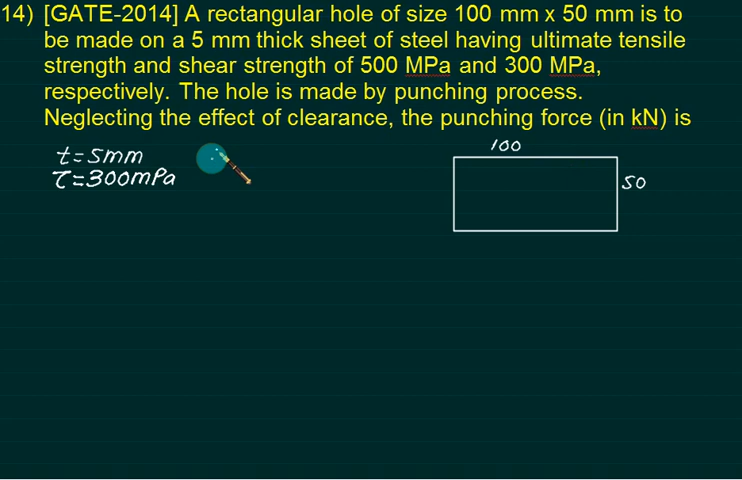 14) [GATE-2014] A rectangular hole of size 100 mm x 50 mm is to
be made on a 5 mm thick sheet of steel having ultimate tensile
strength and shear strength of 500 MPa and 300 MPa,
respectively. The hole is made by punching process.
Neglecting the effect of clearance, the punching force (in kN) is
100
t=5mm
τ=300mPa
50